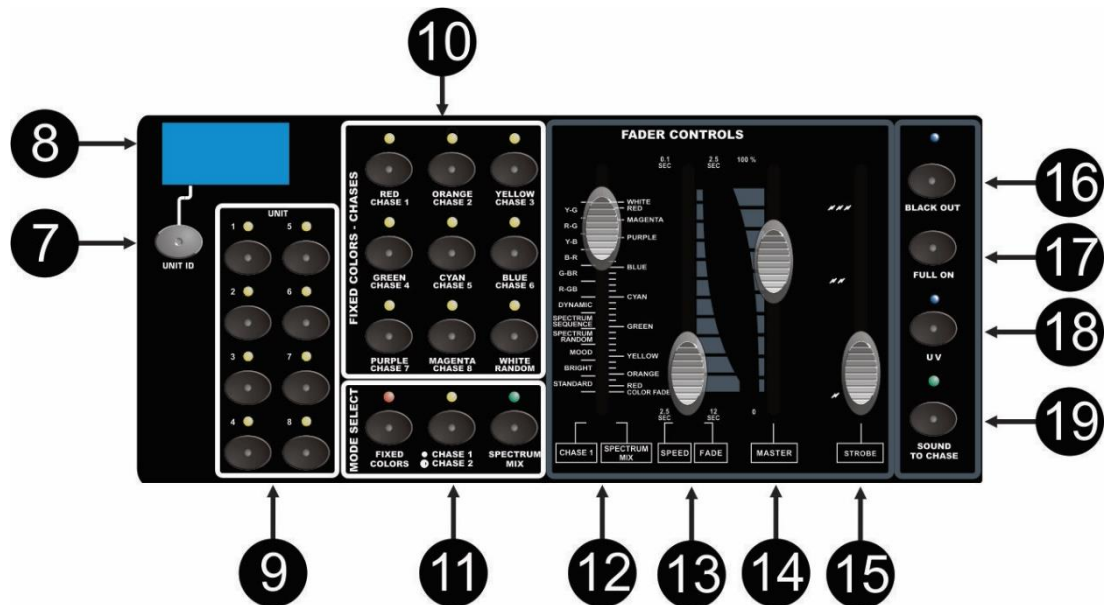 10
8
7
UNIT ID
UNIT
1
5
2
6
3
7
4
8
9
FIXED COLORS - CHASES
RED
CHASE 1
ORANGE
CHASE 2
YELLOW
CHASE 3
GREEN
CHASE 4
CYAN
CHASE 5
BLUE
CHASE 6
PURPLE
CHASE 7
MAGENTA
CHASE 8
WHITE
RANDOM
MODE SELECT
FIXED
COLORS
CHASE 1
CHASE 2
SPECTRUM
MIX
11
FADER CONTROLS
Y-G
R-G
Y-B
B-R
G-BR
R-GB
DYNAMIC
SPECTRUM
SEQUENCE
SPECTRUM
RANDOM
MOOD
BRIGHT
STANDARD
WHITE
RED
MAGENTA
PURPLE
BLUE
CYAN
GREEN
YELLOW
ORANGE
RED
COLOR FADE
CHASE 1
SPECTRUM
MIX
12
0.1
SEC
2.5
SEC
2.5
SEC
12
SEC
SPEED
FADE
13
100 %
0
MASTER
14
STROBE
15
BLACK OUT
16
FULL ON
17
UV
18
SOUND
TO CHASE
19